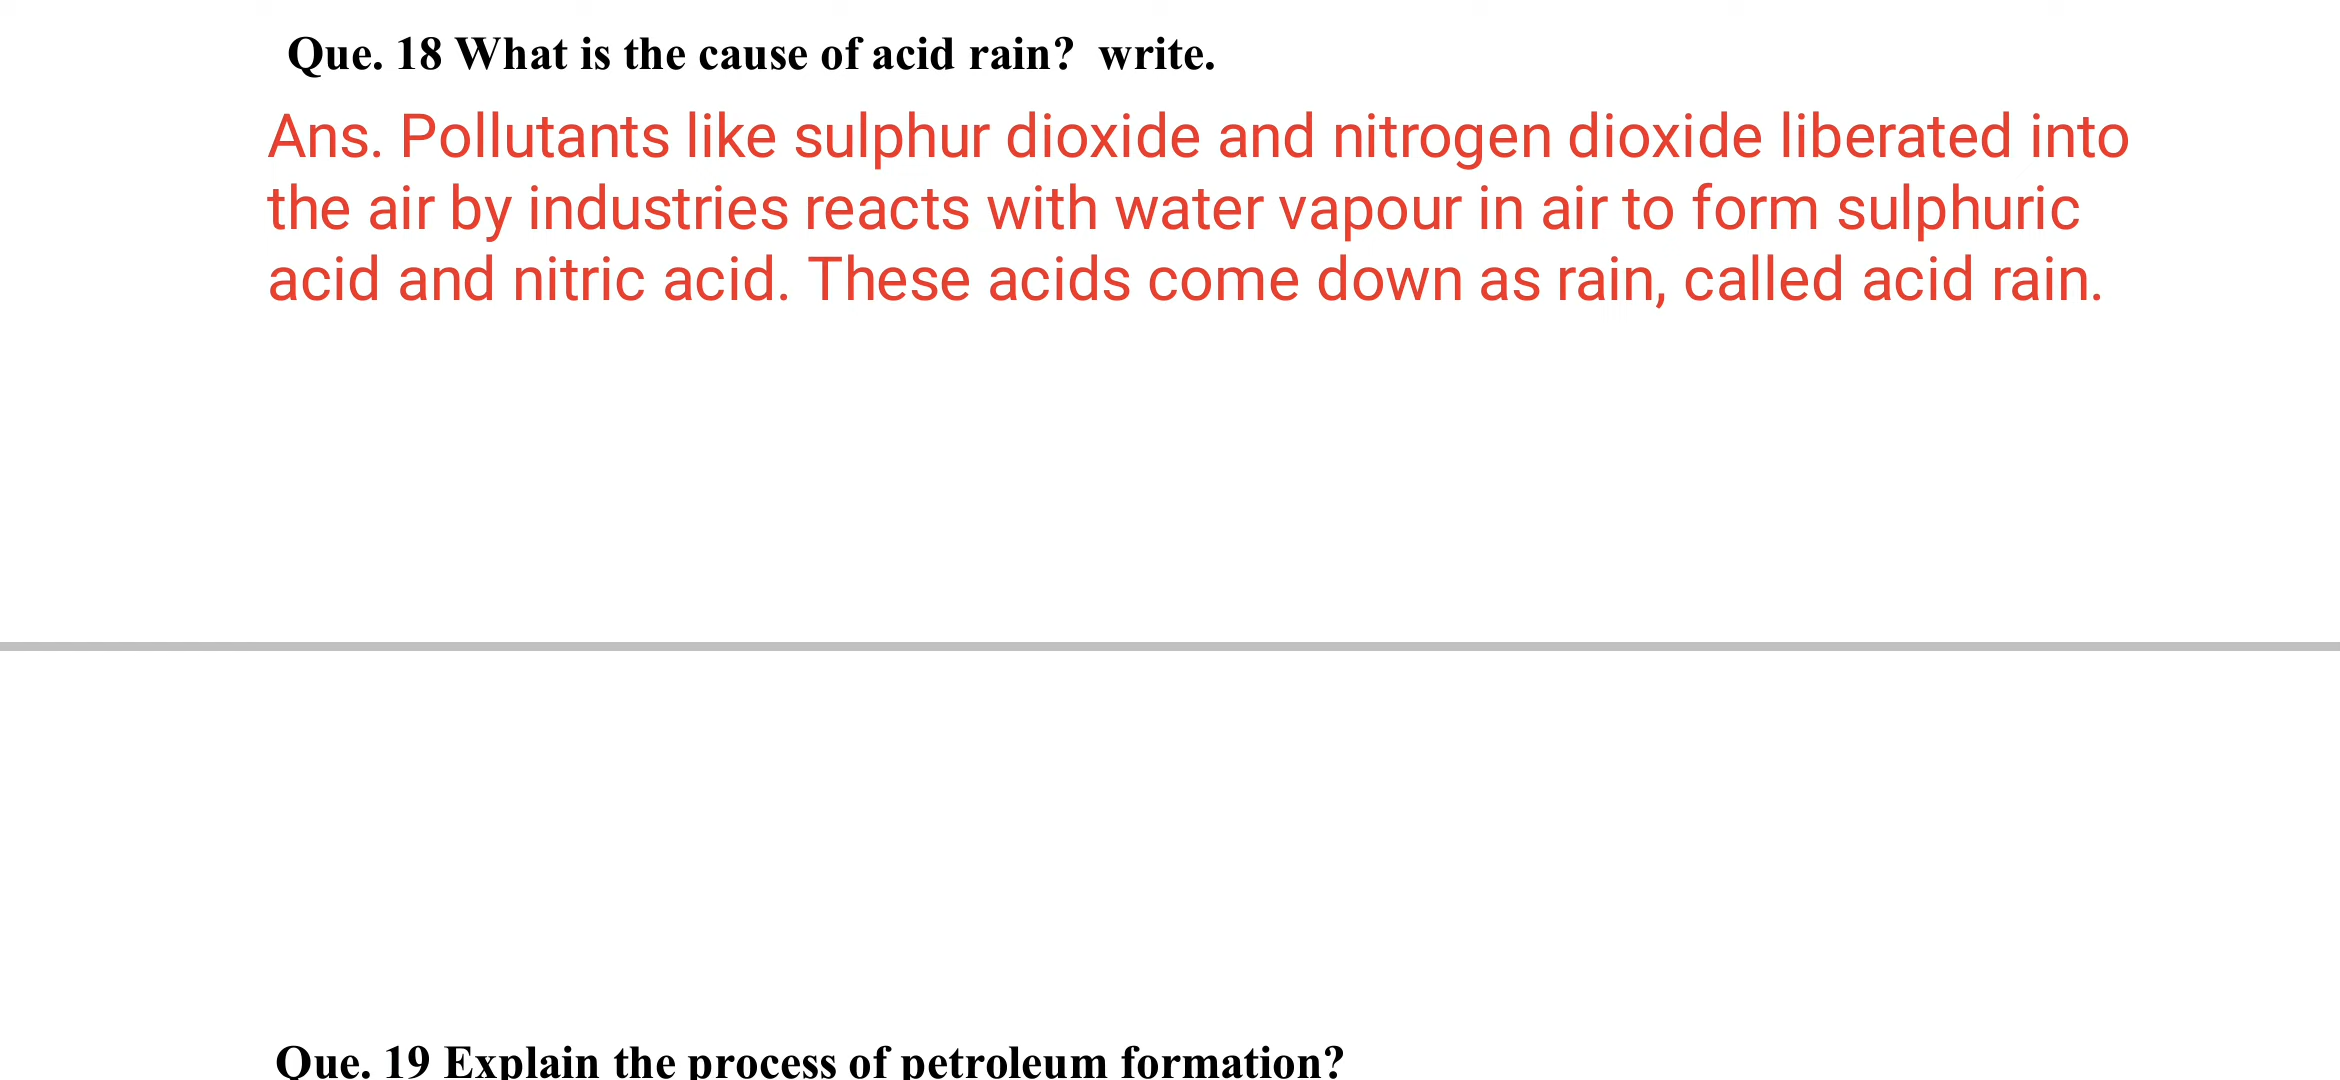 Que. 18 What is the cause of acid rain?  write.
Ans. Pollutants like sulphur dioxide and nitrogen dioxide liberated into
the air by industries reacts with water vapour in air to form sulphuric
acid and nitric acid. These acids come down as rain, called acid rain.
Que. 19 Explain the process of petroleum formation?